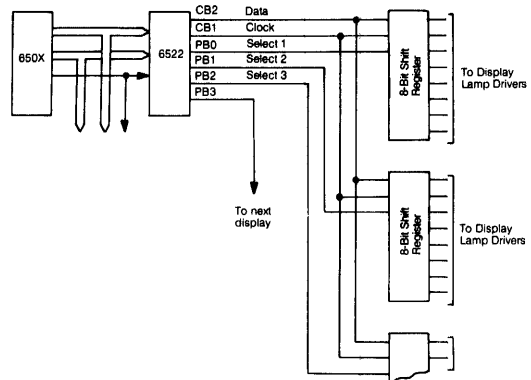 CB2 Data
CB1 Clock
PB0 Select 1
PB1 Select 2
PB2 Select 3
PB3
650X
6522
8-Bit Shift
Register
To Display
Lamp Drivers
To next
display
8-Bit Shift
Register
To Display
Lamp Drivers